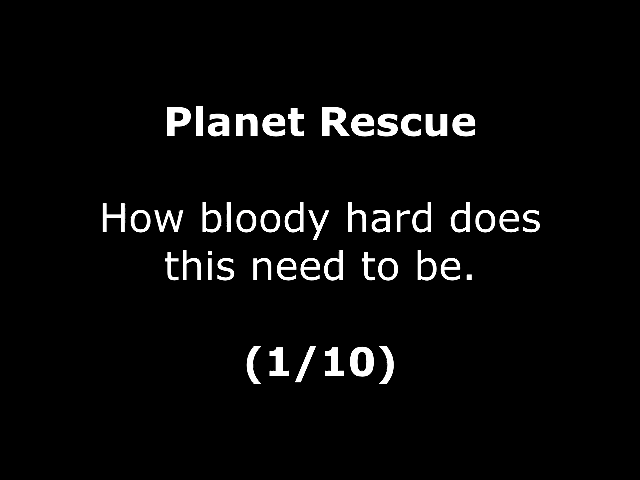 Planet Rescue
How bloody hard does
this need to be.
(1/10)